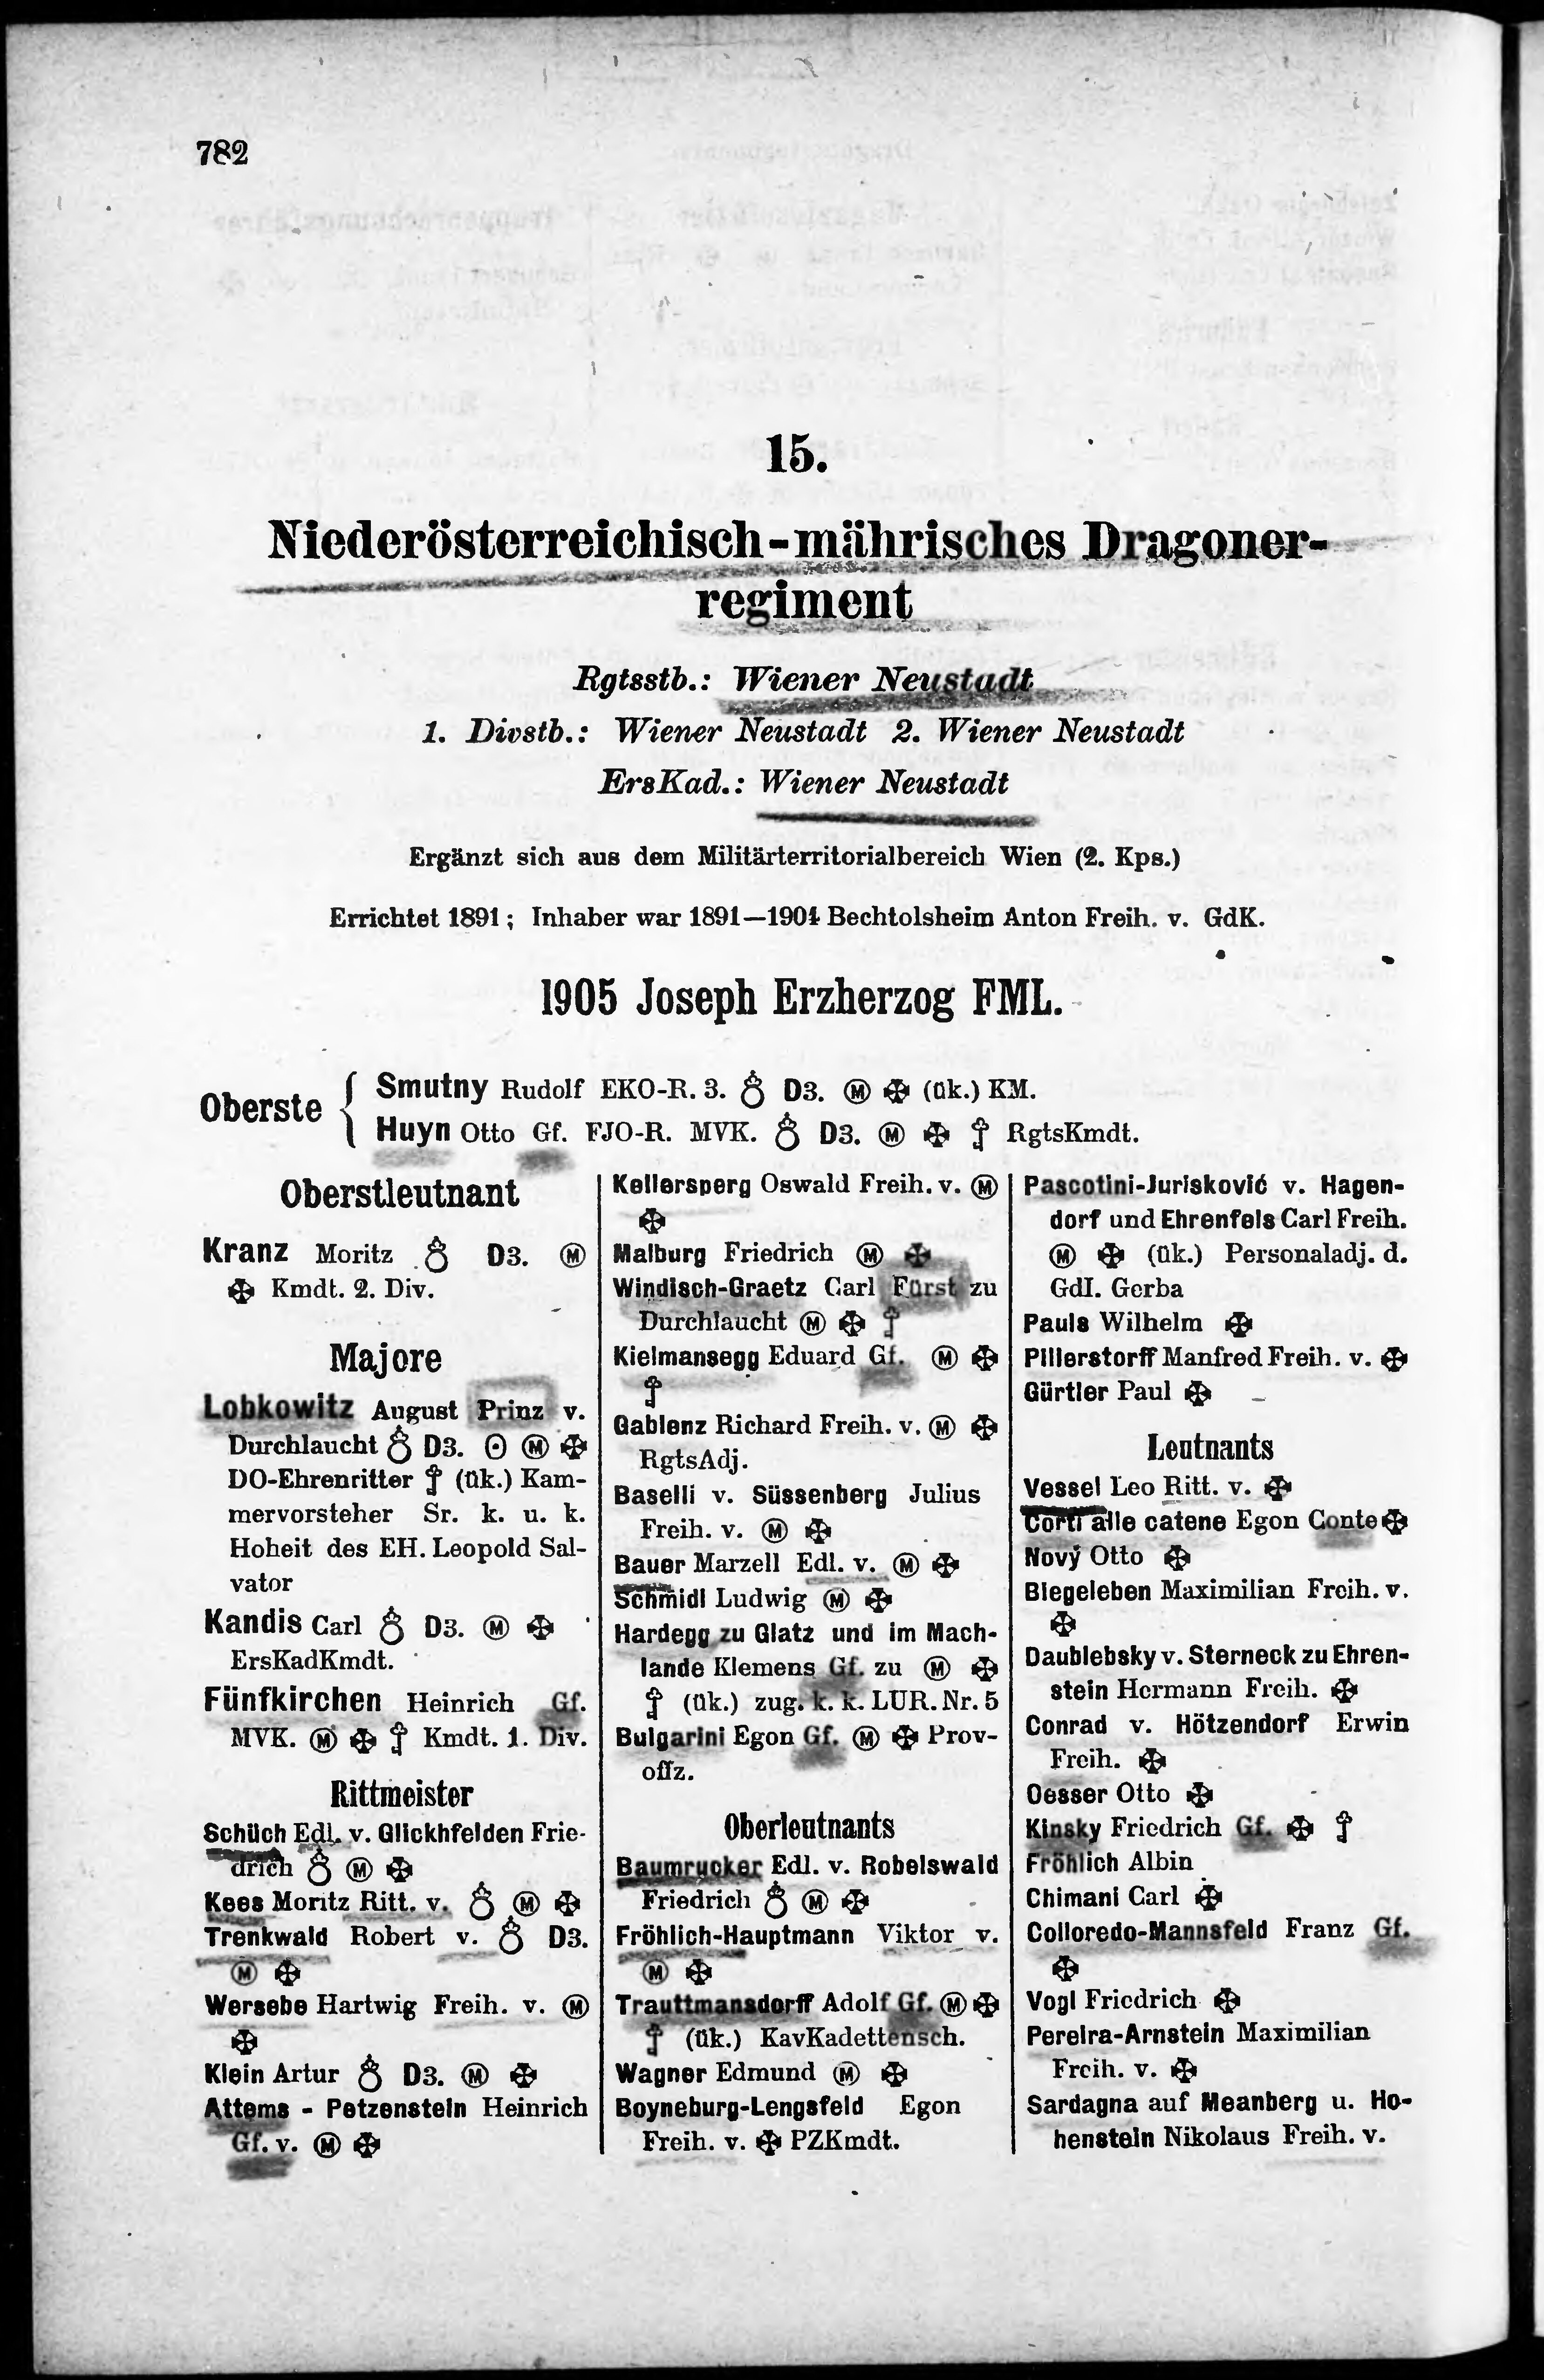 782
15.
Niederösterreichisch-mährisches Dragoner-
regiment
Rgtsstb.: Wiener Neustadt
1. Divstb.: Wiener Neustadt 2. Wiener Neustadt
ErsKad.: Wiener Neustadt
Ergänzt sich aus dem Militärterritorialbereich Wien (2. Kps.)
Errichtet 1891; Inhaber war 1891—1904 Bechtolsheim Anton Freih. v. GdK.
1905 Joseph Erzherzog FML.
Oberste
Smutny Rudolf EKO-R. 3. D3. Ⓜ ✠ (ük.) KM.
Huyn Otto Gf. FJO-R. MVK. D3. Ⓜ ✠ RgtsKmdt.
Oberstleutnant
Kranz Moritz D3. Ⓜ
✠ Kmdt. 2. Div.
Majore
Lobkowitz August Prinz v.
Durchlaucht D3. ⊙ Ⓜ ✠
DO-Ehrenritter (ük.) Kam-
mervorsteher Sr. k. u. k.
Hoheit des EH. Leopold Sal-
vator
Kandis Carl D3. Ⓜ ✠
ErsKadKmdt.
Fünfkirchen Heinrich Gf.
MVK. Ⓜ ✠ Kmdt. 1. Div.
Rittmeister
Schüch Edl. v. Glickhfelden Frie-
drich Ⓜ ✠
Kees Moritz Ritt. v. Ⓜ ✠
Trenkwald Robert v. D3.
Ⓜ ✠
Wersebe Hartwig Freih. v. Ⓜ
✠
Klein Artur D3. Ⓜ ✠
Attems - Petzenstein Heinrich
Gf. v. Ⓜ ✠
Kellersperg Oswald Freih. v. Ⓜ
✠
Malburg Friedrich Ⓜ ✠
Windisch-Graetz Carl Fürst zu
Durchlaucht Ⓜ ✠
Kielmansegg Eduard Gf. Ⓜ ✠
Gablenz Richard Freih. v. Ⓜ ✠
RgtsAdj.
Baselli v. Süssenberg Julius
Freih. v. Ⓜ ✠
Bauer Marzell Edl. v. Ⓜ ✠
Schmidl Ludwig Ⓜ ✠
Hardegg zu Glatz und im Mach-
lande Klemens Gf. zu Ⓜ ✠
(ük.) zug. k. k. LUR. Nr. 5
Bulgarini Egon Gf. Ⓜ ✠ Prov-
offz.
Oberleutnants
Baumrucker Edl. v. Robelswald
Friedrich Ⓜ ✠
Fröhlich-Hauptmann Viktor v.
Ⓜ ✠
Trauttmansdorff Adolf Gf. Ⓜ ✠
(ük.) KavKadettensch.
Wagner Edmund Ⓜ ✠
Boyneburg-Lengsfeld Egon
Freih. v. ✠ PZKmdt.
Pascotini-Jurisković v. Hagen-
dorf und Ehrenfels Carl Freih.
Ⓜ ✠ (ük.) Personaladj. d.
GdI. Gerba
Pauls Wilhelm ✠
Pillerstorff Manfred Freih. v. ✠
Gürtler Paul ✠
Leutnants
Vessel Leo Ritt. v. ✠
Corti alle catene Egon Conte ✠
Nový Otto ✠
Biegeleben Maximilian Freih. v.
✠
Daublebsky v. Sterneck zu Ehren-
stein Hermann Freih. ✠
Conrad v. Hötzendorf Erwin
Freih. ✠
Oesser Otto ✠
Kinsky Friedrich Gf. ✠
Fröhlich Albin
Chimani Carl ✠
Colloredo-Mannsfeld Franz Gf.
✠
Vogl Friedrich ✠
Pereira-Arnstein Maximilian
Freih. v. ✠
Sardagna auf Meanberg u. Ho-
henstein Nikolaus Freih. v.